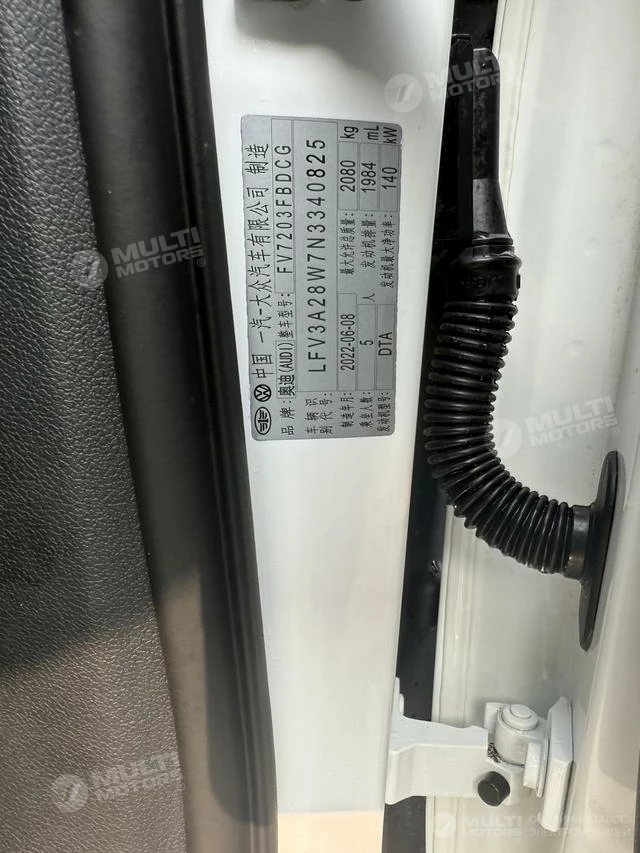 中国 一汽-大众汽车有限公司 制造
品牌: 奥迪(AUDI) 整车型号: FV7203FBDCG
车辆识别代号: LFV3A28W7N3340825
制造年月: 2022-06-08 最大允许总质量: 2080 kg
乘坐人数: 5 人 发动机排量: 1984 mL
发动机型号: DTA 发动机最大净功率: 140 kW
MULTI MOTORS®
MULTI MOTORS®
MULTI MOTORS®
MULTI MOTORS®
MULTI MOTORS